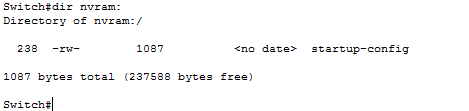 Switch#dir nvram:
Directory of nvram:/
238 -rw- 1087 <no date> startup-config
1087 bytes total (237588 bytes free)
Switch#